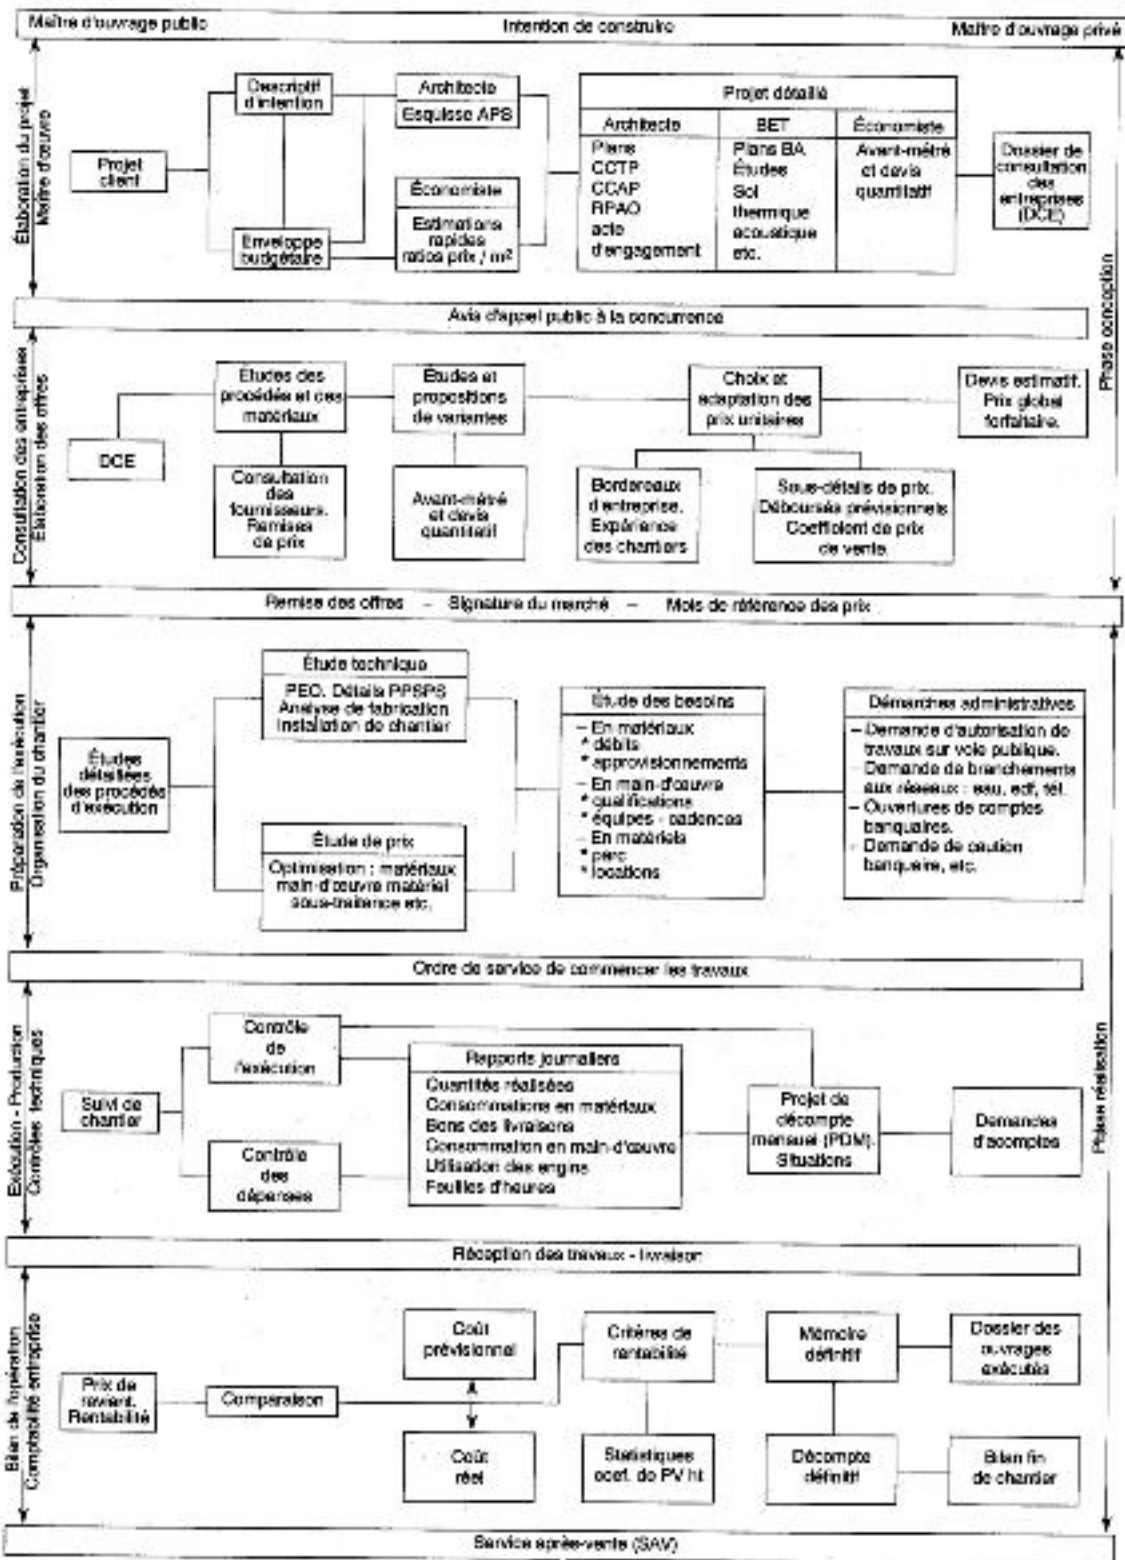 Maître d'ouvrage public
Intention de construire
Maître d'ouvrage privé
Élaboration du projet
Maître d'œuvre
Projet
client
Descriptif
d'intention
Enveloppe
budgétaire
Architecte
Esquisse APS
Économiste
Estimations
rapides
ratios prix / m²
Projet détaillé
Architecte
Plans
CCTP
CCAP
RPAO
acte
d'engagement
BET
Plans BA
Études
Sol
thermique
acoustique
etc.
Économiste
Avant-métré
et devis
quantitatif
Dossier de
consultation
des
entreprises
(DCE)
Phase conception
Avis d'appel public à la concurrence
Consultation des entreprises
Élaboration des offres
DCE
Études des
procédés et des
matériaux
Consultation
des
fournisseurs.
Remises
de prix
Études et
propositions
de variantes
Avant-métré
et devis
quantitatif
Choix et
adaptation des
prix unitaires
Bordereaux
d'entreprise.
Expérience
des chantiers
Sous-détails de prix.
Déboursés prévisionnels
Coefficient de prix
de vente.
Devis estimatif.
Prix global
forfaitaire.
Remise des offres – Signature du marché – Mois de référence des prix
Préparation de l'exécution
Organisation du chantier
Études
détaillées
des procédés
d'exécution
Étude technique
PEO. Détails PPSPS
Analyse de fabrication
Installation de chantier
Étude de prix
Optimisation : matériaux
main-d'œuvre matériel
sous-traitance etc.
Étude des besoins
– En matériaux
* débits
* approvisionnements
– En main-d'œuvre
* qualifications
* équipes - cadences
– En matériels
* parc
* locations
Démarches administratives
– Demande d'autorisation de
travaux sur voie publique.
– Demande de branchements
aux réseaux : eau, edf, tél.
– Ouvertures de comptes
banquaires.
– Demande de caution
banquaire, etc.
Phase réalisation
Ordre de service de commencer les travaux
Exécution - Production
Contrôles techniques
Suivi de
chantier
Contrôle
de
l'exécution
Contrôle
des
dépenses
Rapports journaliers
Quantités réalisées
Consommations en matériaux
Bons des livraisons
Consommation en main-d'œuvre
Utilisation des engins
Feuilles d'heures
Projet de
décompte
mensuel (PDM).
Situations
Demandes
d'acomptes
Réception des travaux - livraison
Bilan de l'opération
Comptabilité entreprise
Prix de
revient.
Rentabilité
Comparaison
Coût
prévisionnel
Coût
réel
Critères de
rentabilité
Statistiques
coef. de PV ht
Mémoire
définitif
Décompte
définitif
Dossier des
ouvrages
exécutés
Bilan fin
de chantier
Service après-vente (SAV)